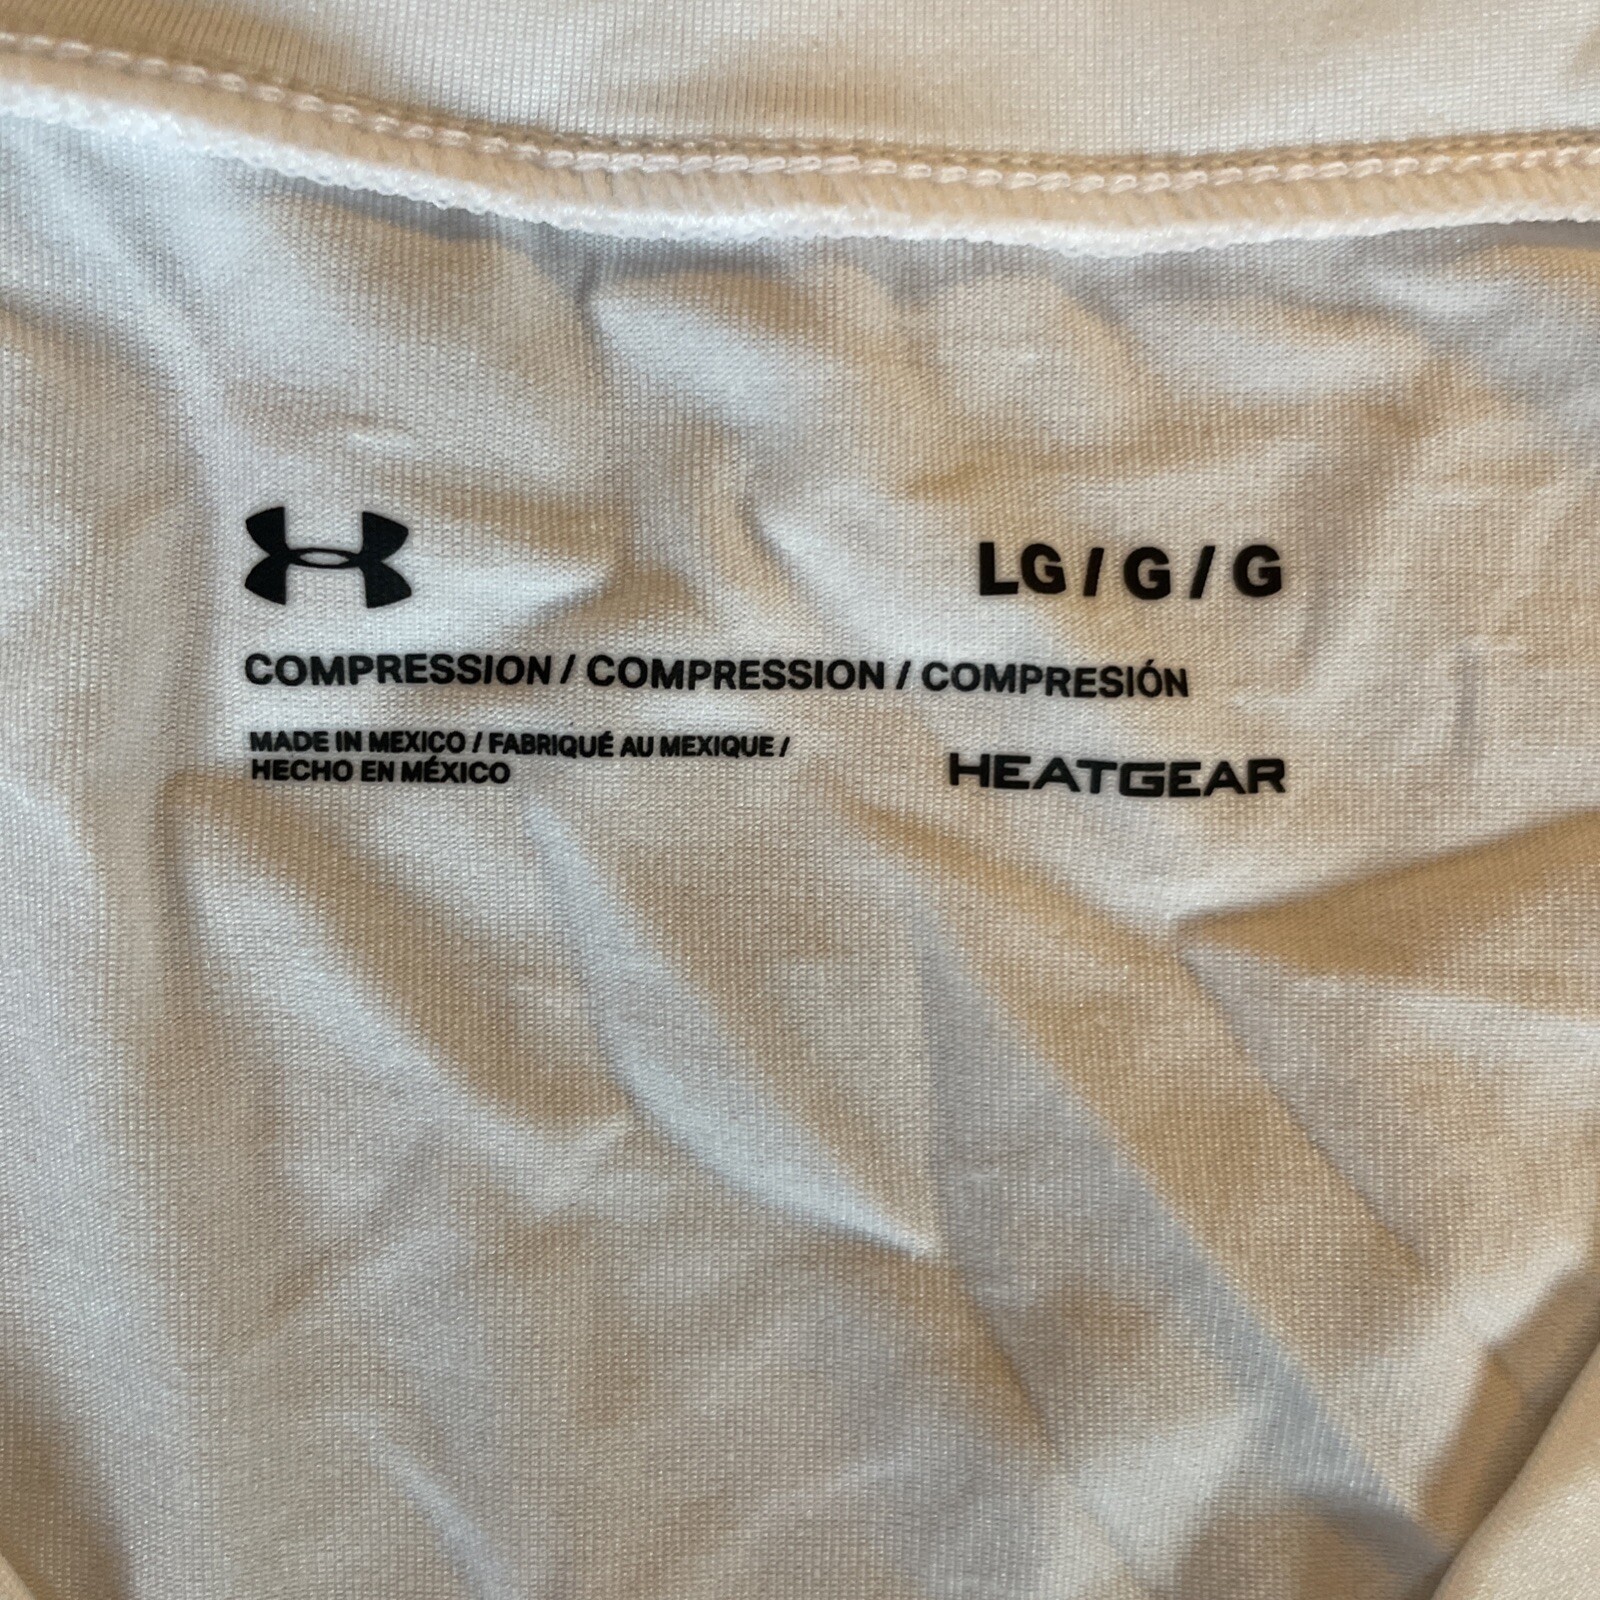 LG / G / G
COMPRESSION / COMPRESSION / COMPRESIÓN
MADE IN MEXICO / FABRIQUÉ AU MEXIQUE /
HECHO EN MÉXICO
HEATGEAR